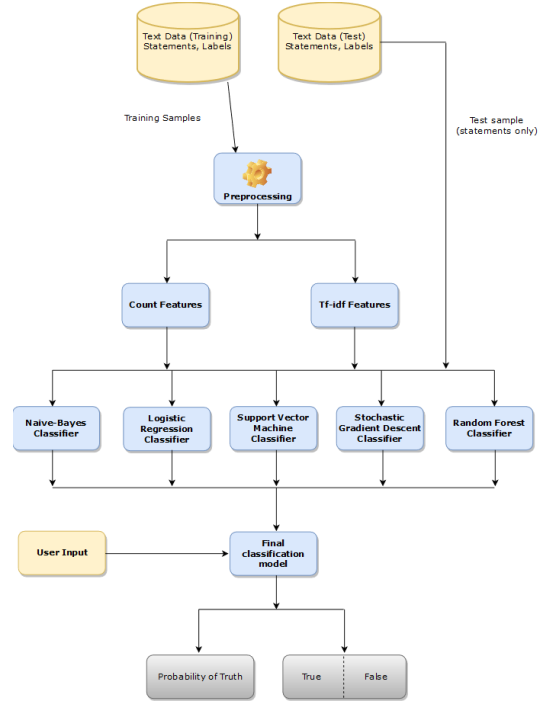 Text Data (Training)
Statements, Labels
Text Data (Test)
Statements, Labels
Training Samples
Test sample
(statements only)
Preprocessing
Count Features
Tf-idf Features
Naive-Bayes
Classifier
Logistic
Regression
Classifier
Support Vector
Machine
Classifier
Stochastic
Gradient Descent
Classifier
Random Forest
Classifier
User Input
Final
classification
model
Probability of Truth
True
False